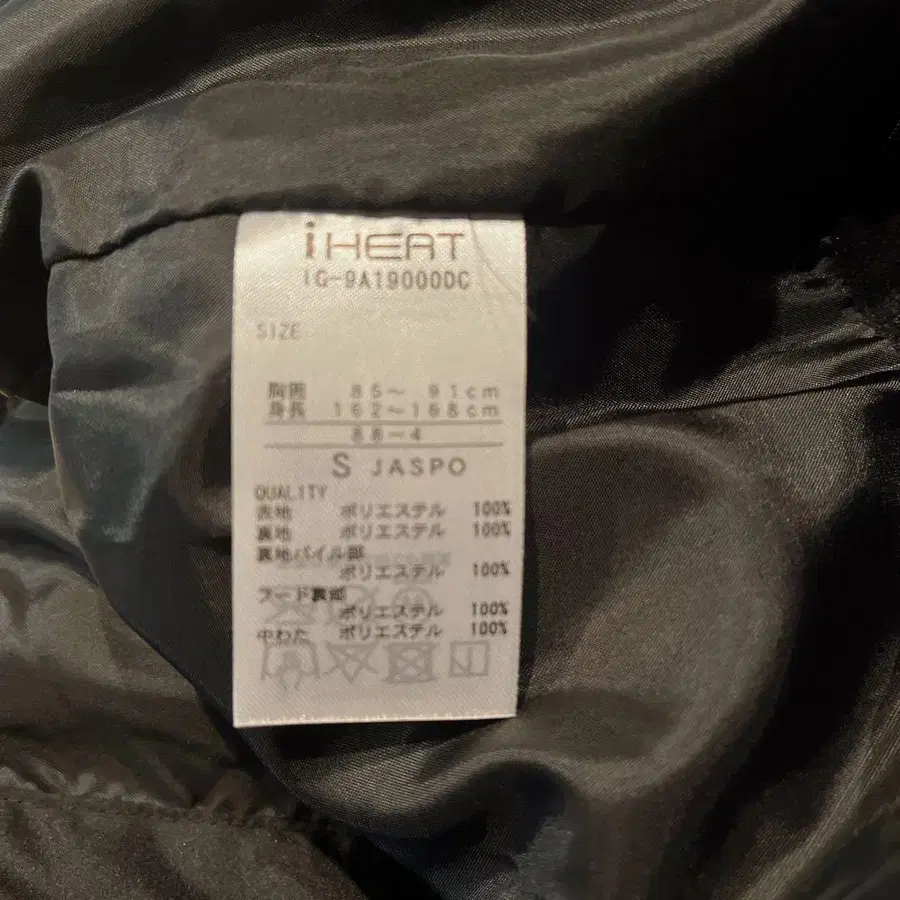 iHEAT
IG-9A19000DC
SIZE
胸囲 85～ 91cm
身長 162～168cm
88-4
S JASPO
QUALITY
表地 ポリエステル 100%
裏地 ポリエステル 100%
裏地パイル部
ポリエステル 100%
フード裏部
ポリエステル 100%
中わた ポリエステル 100%